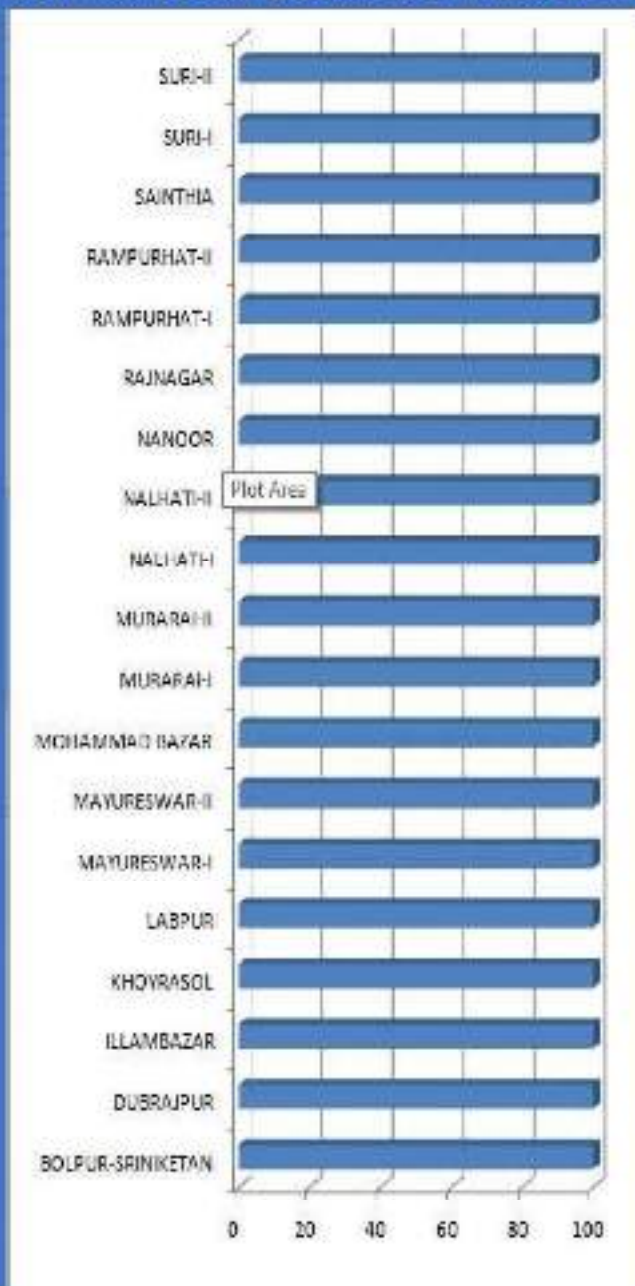 SURI-II
SURI-I
SAINTHIA
RAMPURHAT-II
RAMPURHAT-I
RAJNAGAR
NANOOR
NALHATI-II
Plot Area
NALHATI-I
MURARAI-II
MURARAI-I
MOHAMMAD BAZAR
MAYURESWAR-II
MAYURESWAR-I
LABPUR
KHOYRASOL
ILLAMBAZAR
DUBRAJPUR
BOLPUR-SRINIKETAN
0 20 40 60 80 100